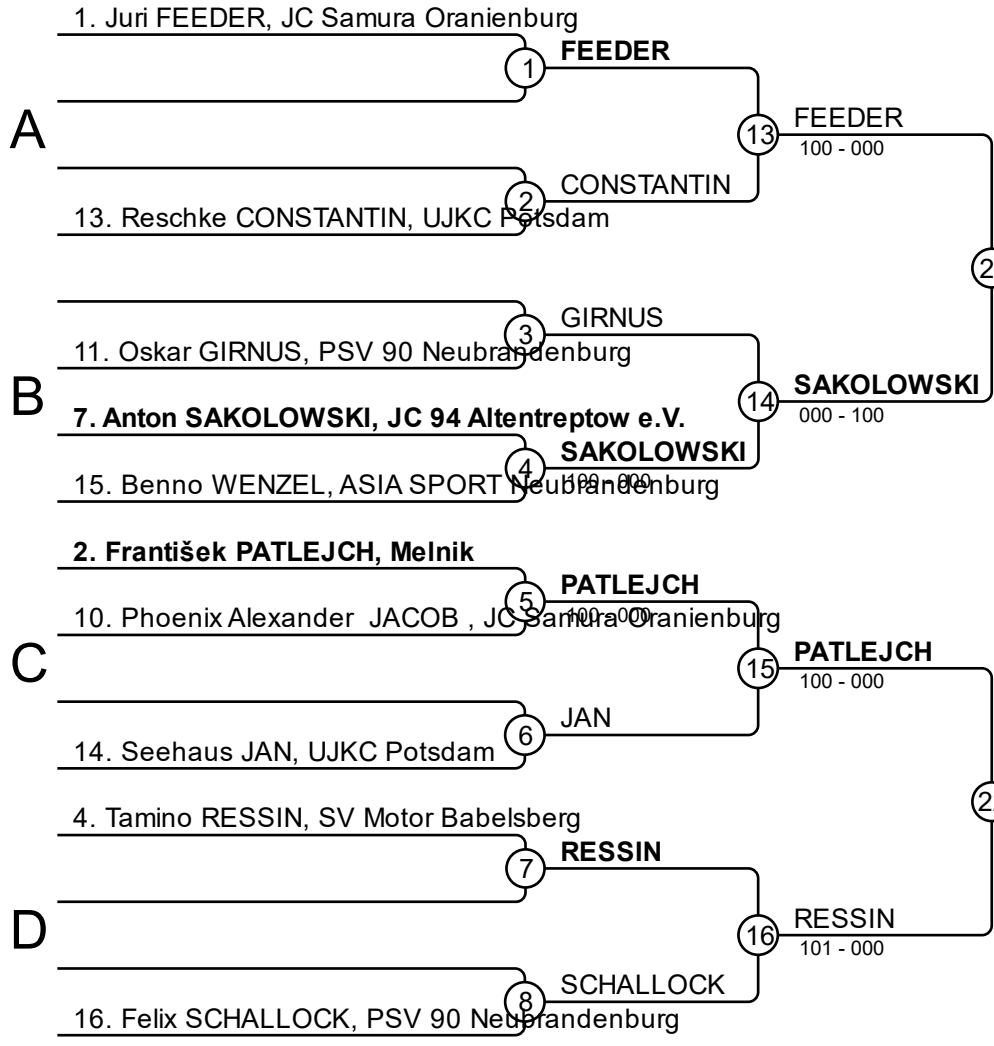 1. Juri FEEDER, JC Samura Oranienburg
FEEDER
1
A
FEEDER
13
100 - 000
CONSTANTIN
2
13. Reschke CONSTANTIN, UJKC Potsdam
2
GIRNUS
3
11. Oskar GIRNUS, PSV 90 Neubrandenburg
B
SAKOLOWSKI
14
000 - 100
7. Anton SAKOLOWSKI, JC 94 Altentreptow e.V.
SAKOLOWSKI
4
100 - 000
15. Benno WENZEL, ASIA SPORT Neubrandenburg
2. František PATLEJCH, Melnik
PATLEJCH
5
100 - 000
10. Phoenix Alexander JACOB , JC Samura Oranienburg
C
PATLEJCH
15
100 - 000
JAN
6
14. Seehaus JAN, UJKC Potsdam
2
4. Tamino RESSIN, SV Motor Babelsberg
RESSIN
7
D
RESSIN
16
101 - 000
SCHALLOCK
8
16. Felix SCHALLOCK, PSV 90 Neubrandenburg